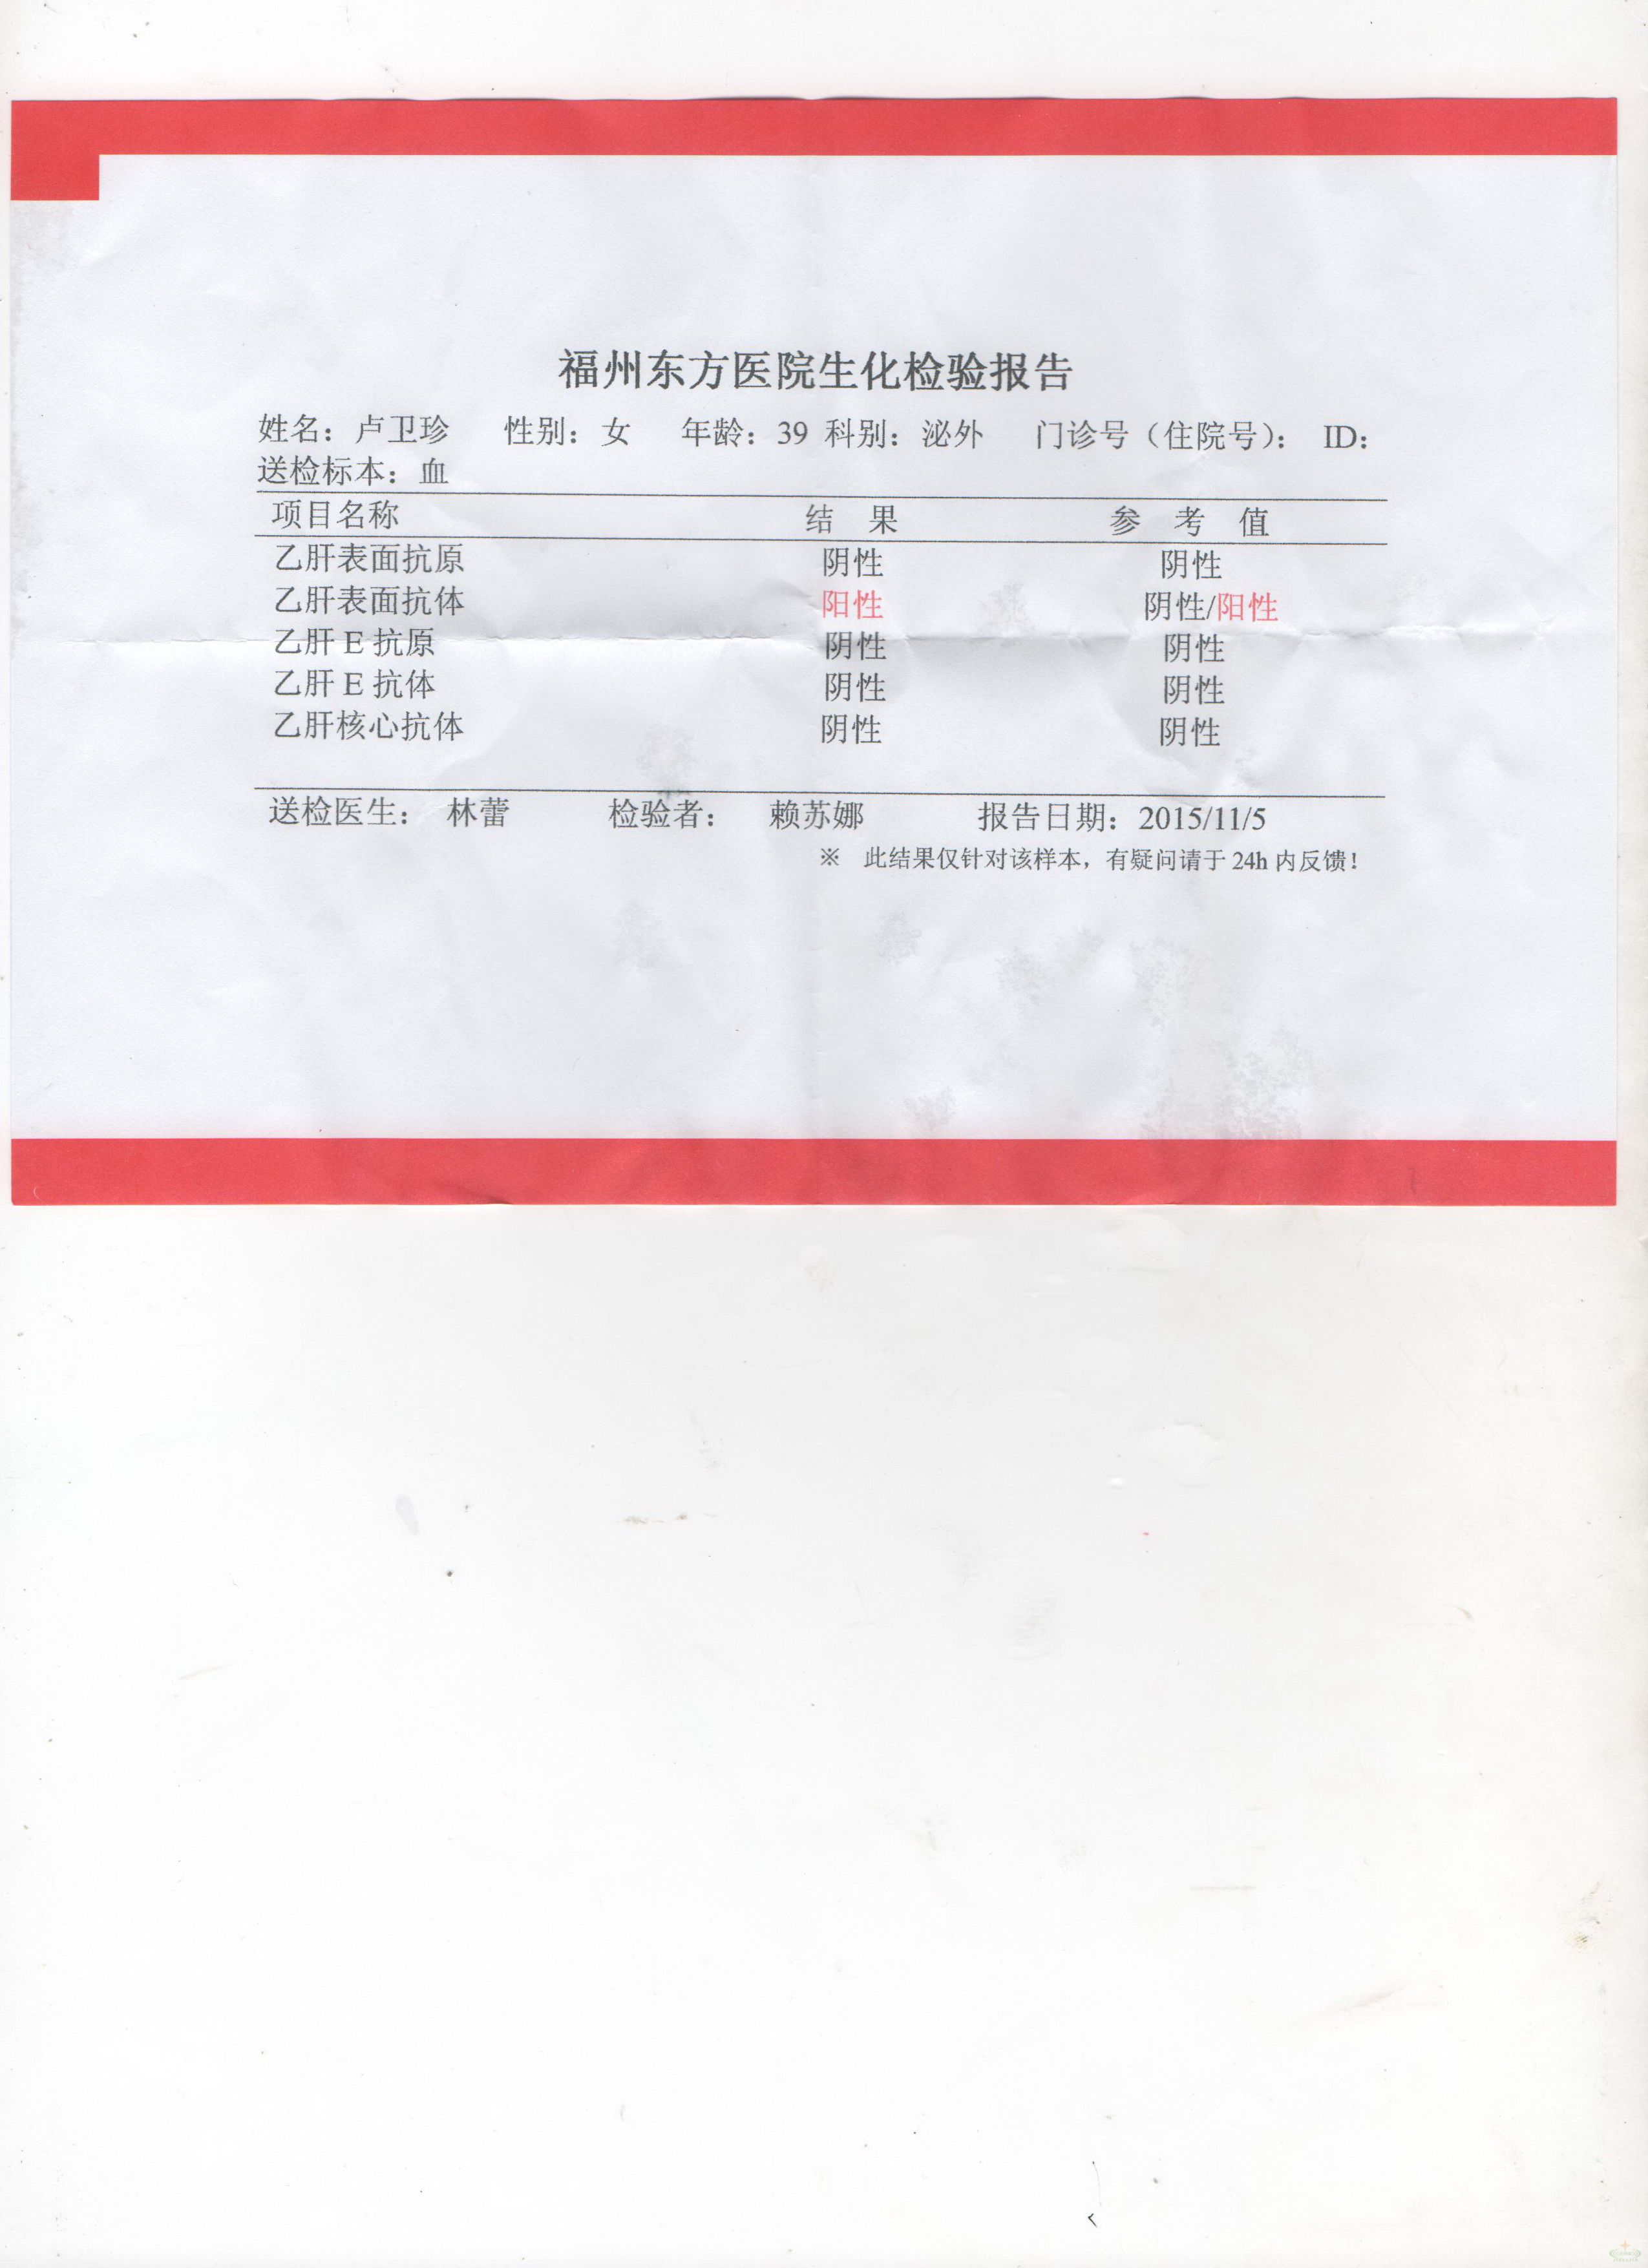 福州东方医院生化检验报告
姓名：卢卫珍 性别：女 年龄：39 科别：泌外 门诊号（住院号）： ID：
送检标本：血
项目名称 结 果 参 考 值
乙肝表面抗原 阴性 阴性
乙肝表面抗体 阳性 阴性/阳性
乙肝 E 抗原 阴性 阴性
乙肝 E 抗体 阴性 阴性
乙肝核心抗体 阴性 阴性
送检医生： 林蕾 检验者： 赖苏娜 报告日期：2015/11/5
※ 此结果仅针对该样本，有疑问请于 24h 内反馈！